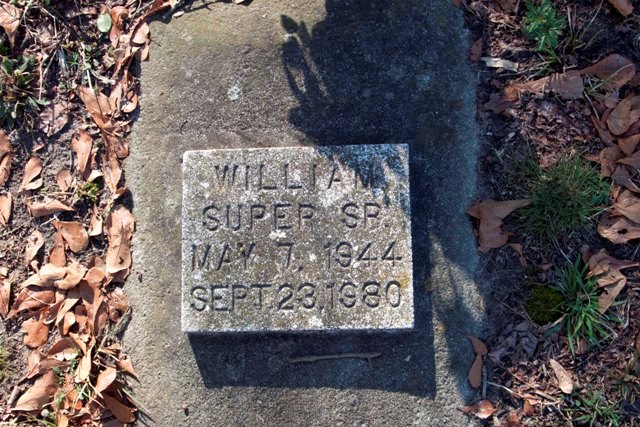 WILLIAM
SUPER SR.
MAY 7, 1944
SEPT. 23, 1980